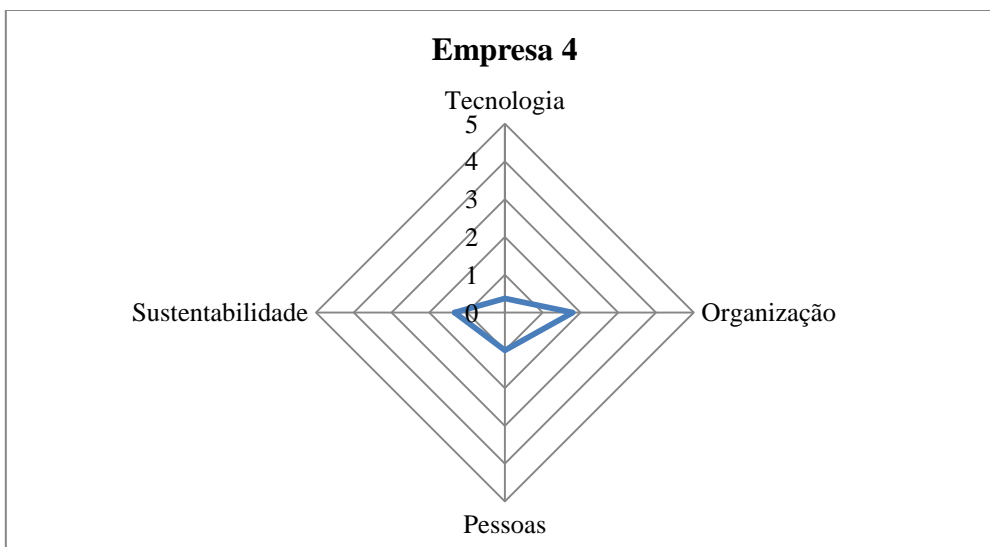 Empresa 4
Tecnologia
5
4
3
2
1
0
Sustentabilidade
Organização
Pessoas